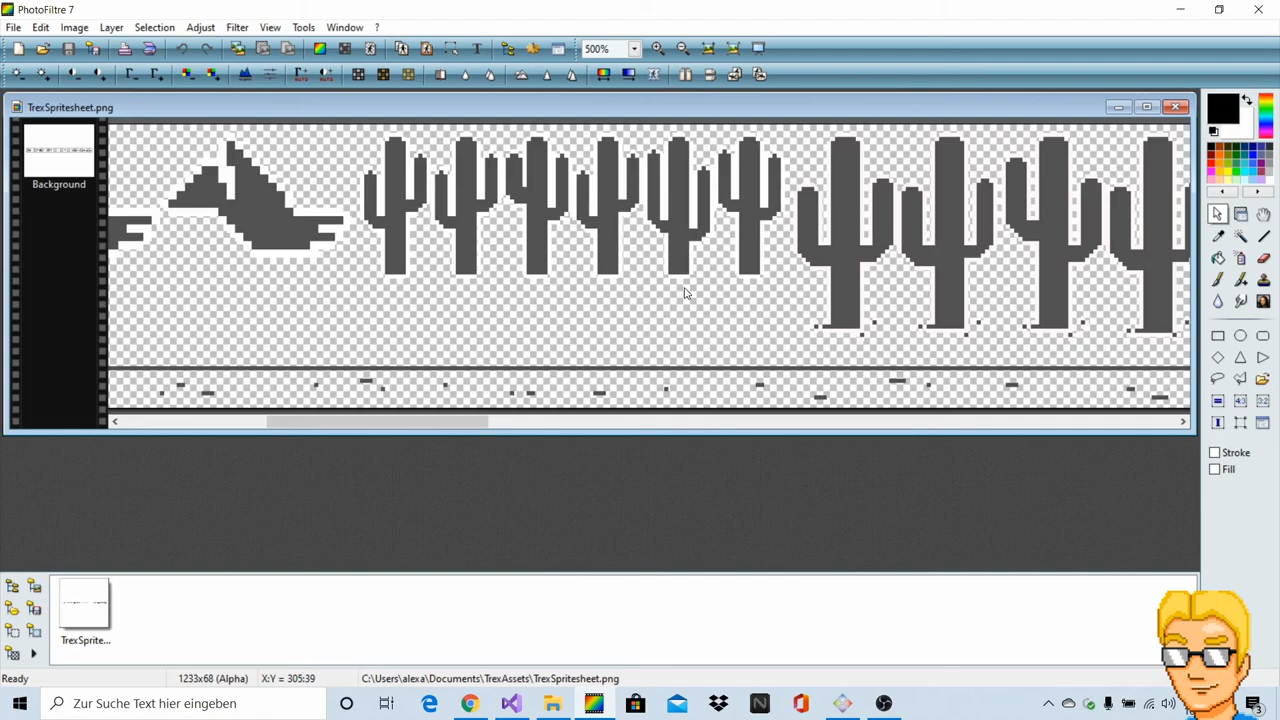 PhotoFiltre 7
File Edit Image Layer Selection Adjust Filter View Tools Window ?
500%
TrexSpritesheet.png
Background
Stroke
Fill
TrexSprite...
Ready 1233x68 (Alpha) X:Y = 305:39 C:\Users\alexa\Documents\TrexAssets\TrexSpritesheet.png
Zur Suche Text hier eingeben